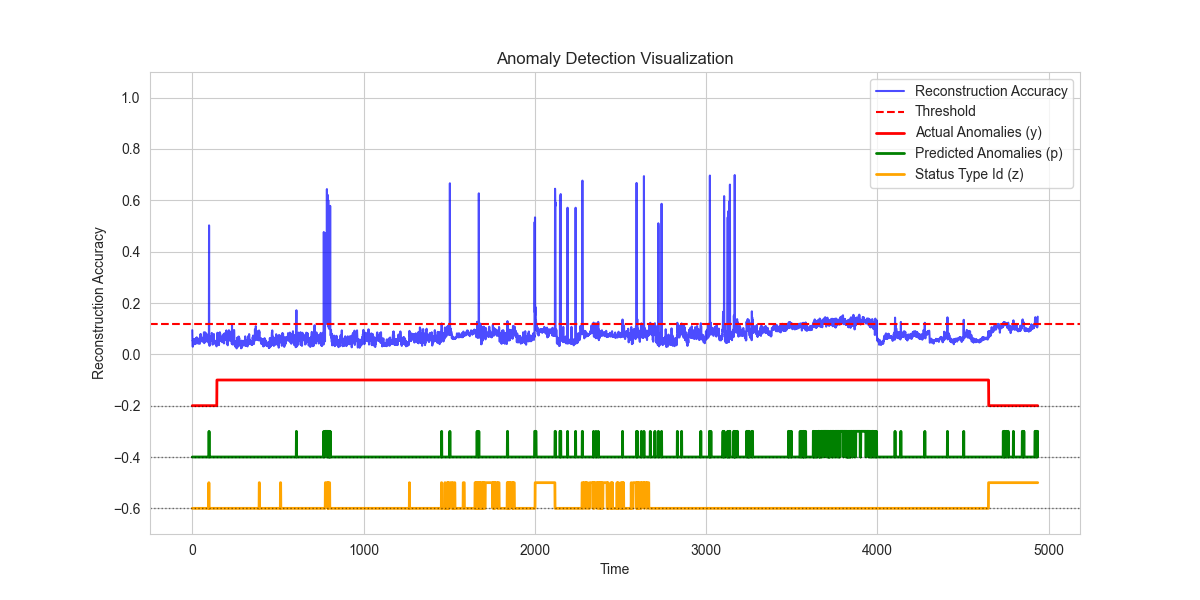 Anomaly Detection Visualization
Reconstruction Accuracy
Threshold
Actual Anomalies (y)
Predicted Anomalies (p)
Status Type Id (z)
Reconstruction Accuracy
1.0
0.8
0.6
0.4
0.2
0.0
−0.2
−0.4
−0.6
0 1000 2000 3000 4000 5000
Time